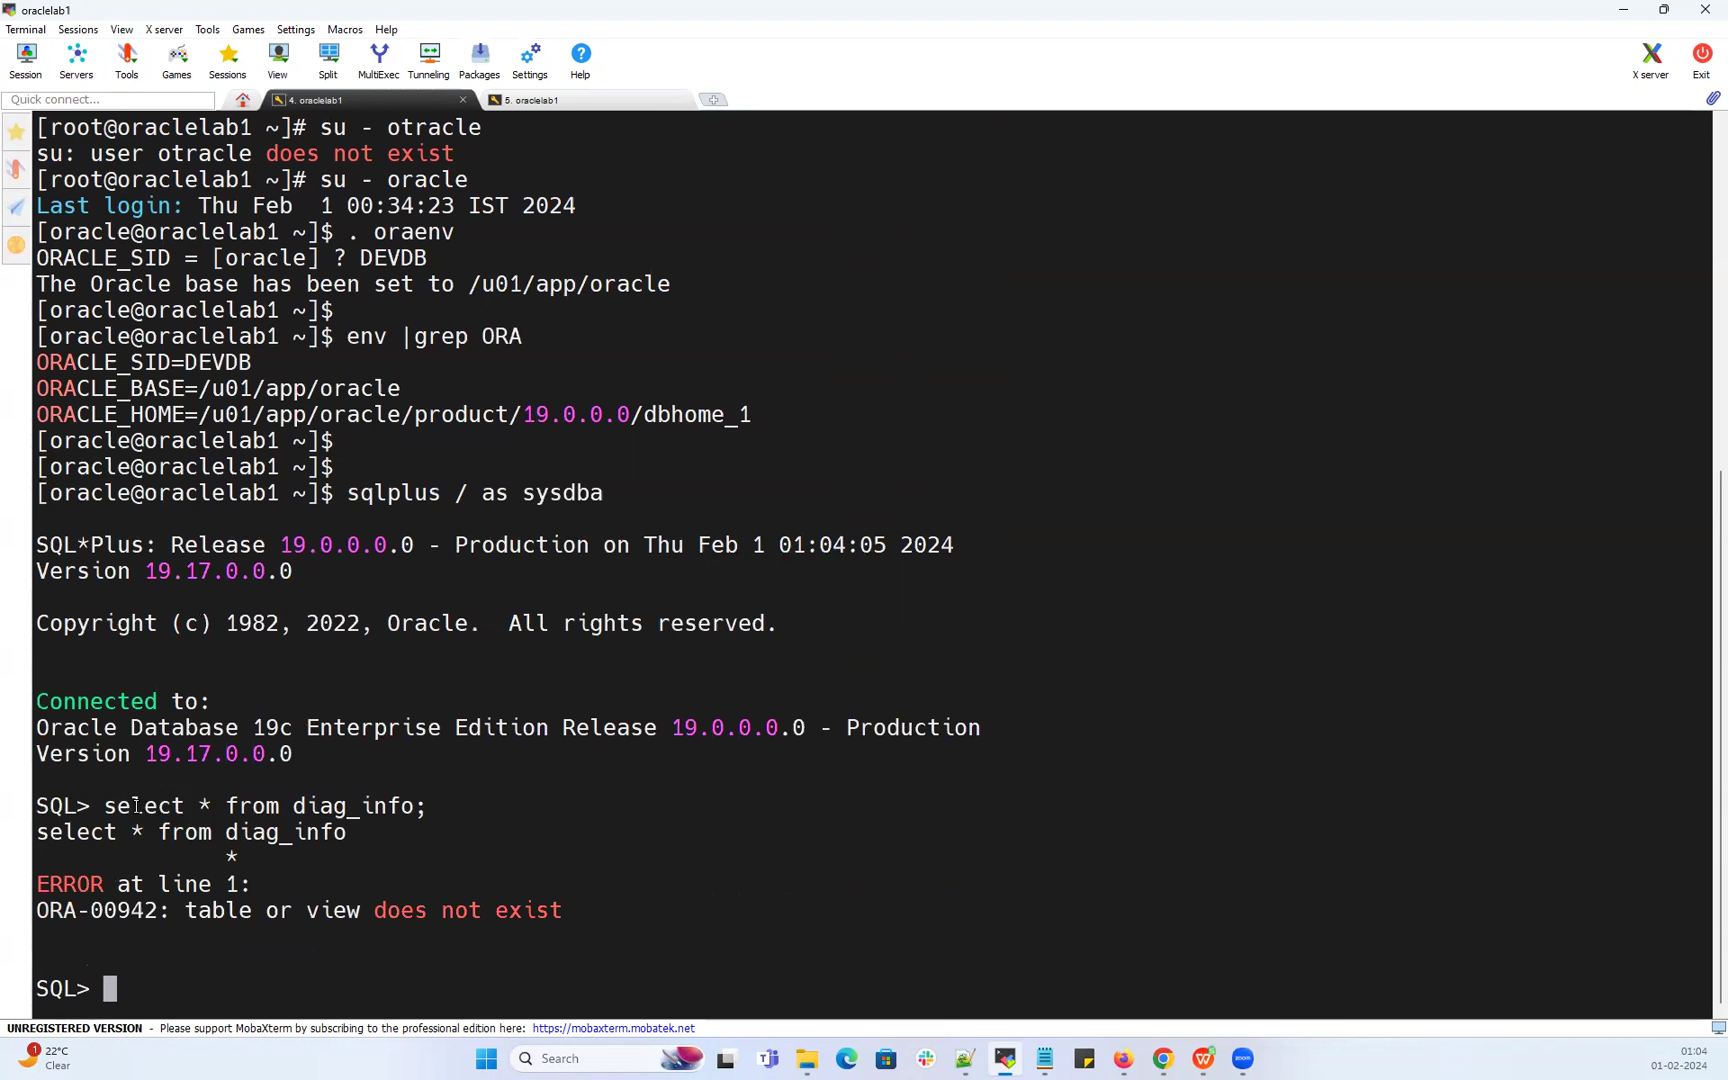 oraclelab1
Terminal Sessions View X server Tools Games Settings Macros Help
Session Servers Tools Games Sessions View Split MultiExec Tunneling Packages Settings Help X server Exit
Quick connect... 4. oraclelab1 5. oraclelab1
[root@oraclelab1 ~]# su - otracle
su: user otracle does not exist
[root@oraclelab1 ~]# su - oracle
Last login: Thu Feb  1 00:34:23 IST 2024
[oracle@oraclelab1 ~]$ . oraenv
ORACLE_SID = [oracle] ? DEVDB
The Oracle base has been set to /u01/app/oracle
[oracle@oraclelab1 ~]$
[oracle@oraclelab1 ~]$ env |grep ORA
ORACLE_SID=DEVDB
ORACLE_BASE=/u01/app/oracle
ORACLE_HOME=/u01/app/oracle/product/19.0.0.0/dbhome_1
[oracle@oraclelab1 ~]$
[oracle@oraclelab1 ~]$
[oracle@oraclelab1 ~]$ sqlplus / as sysdba
SQL*Plus: Release 19.0.0.0.0 - Production on Thu Feb 1 01:04:05 2024
Version 19.17.0.0.0
Copyright (c) 1982, 2022, Oracle.  All rights reserved.
Connected to:
Oracle Database 19c Enterprise Edition Release 19.0.0.0.0 - Production
Version 19.17.0.0.0
SQL> select * from diag_info;
select * from diag_info
*
ERROR at line 1:
ORA-00942: table or view does not exist
SQL>
UNREGISTERED VERSION - Please support MobaXterm by subscribing to the professional edition here: https://mobaxterm.mobatek.net
1 22°C
Clear
Search
01:04
01-02-2024